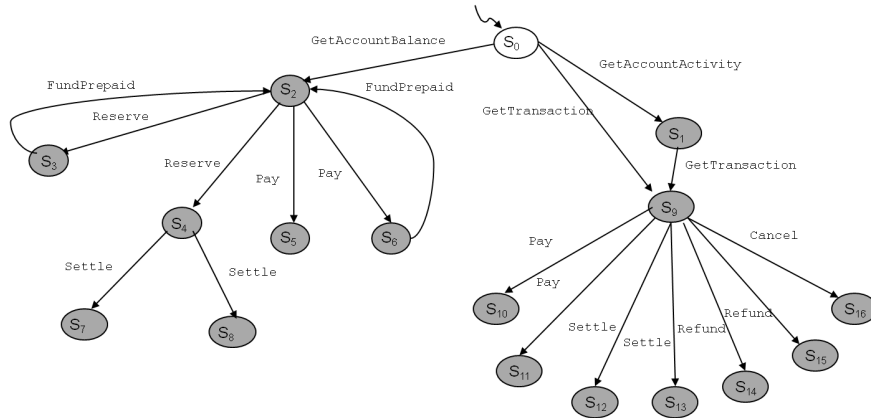 S0
GetAccountBalance
GetAccountActivity
FundPrepaid
S2
FundPrepaid
GetTransaction
Reserve
S1
S3
Reserve
Pay
Pay
GetTransaction
S9
S4
S5
S6
Cancel
Pay
Settle
Settle
Pay
S10
S16
S7
S8
Settle
Settle
Refund
Refund
S11
S15
S12
S13
S14